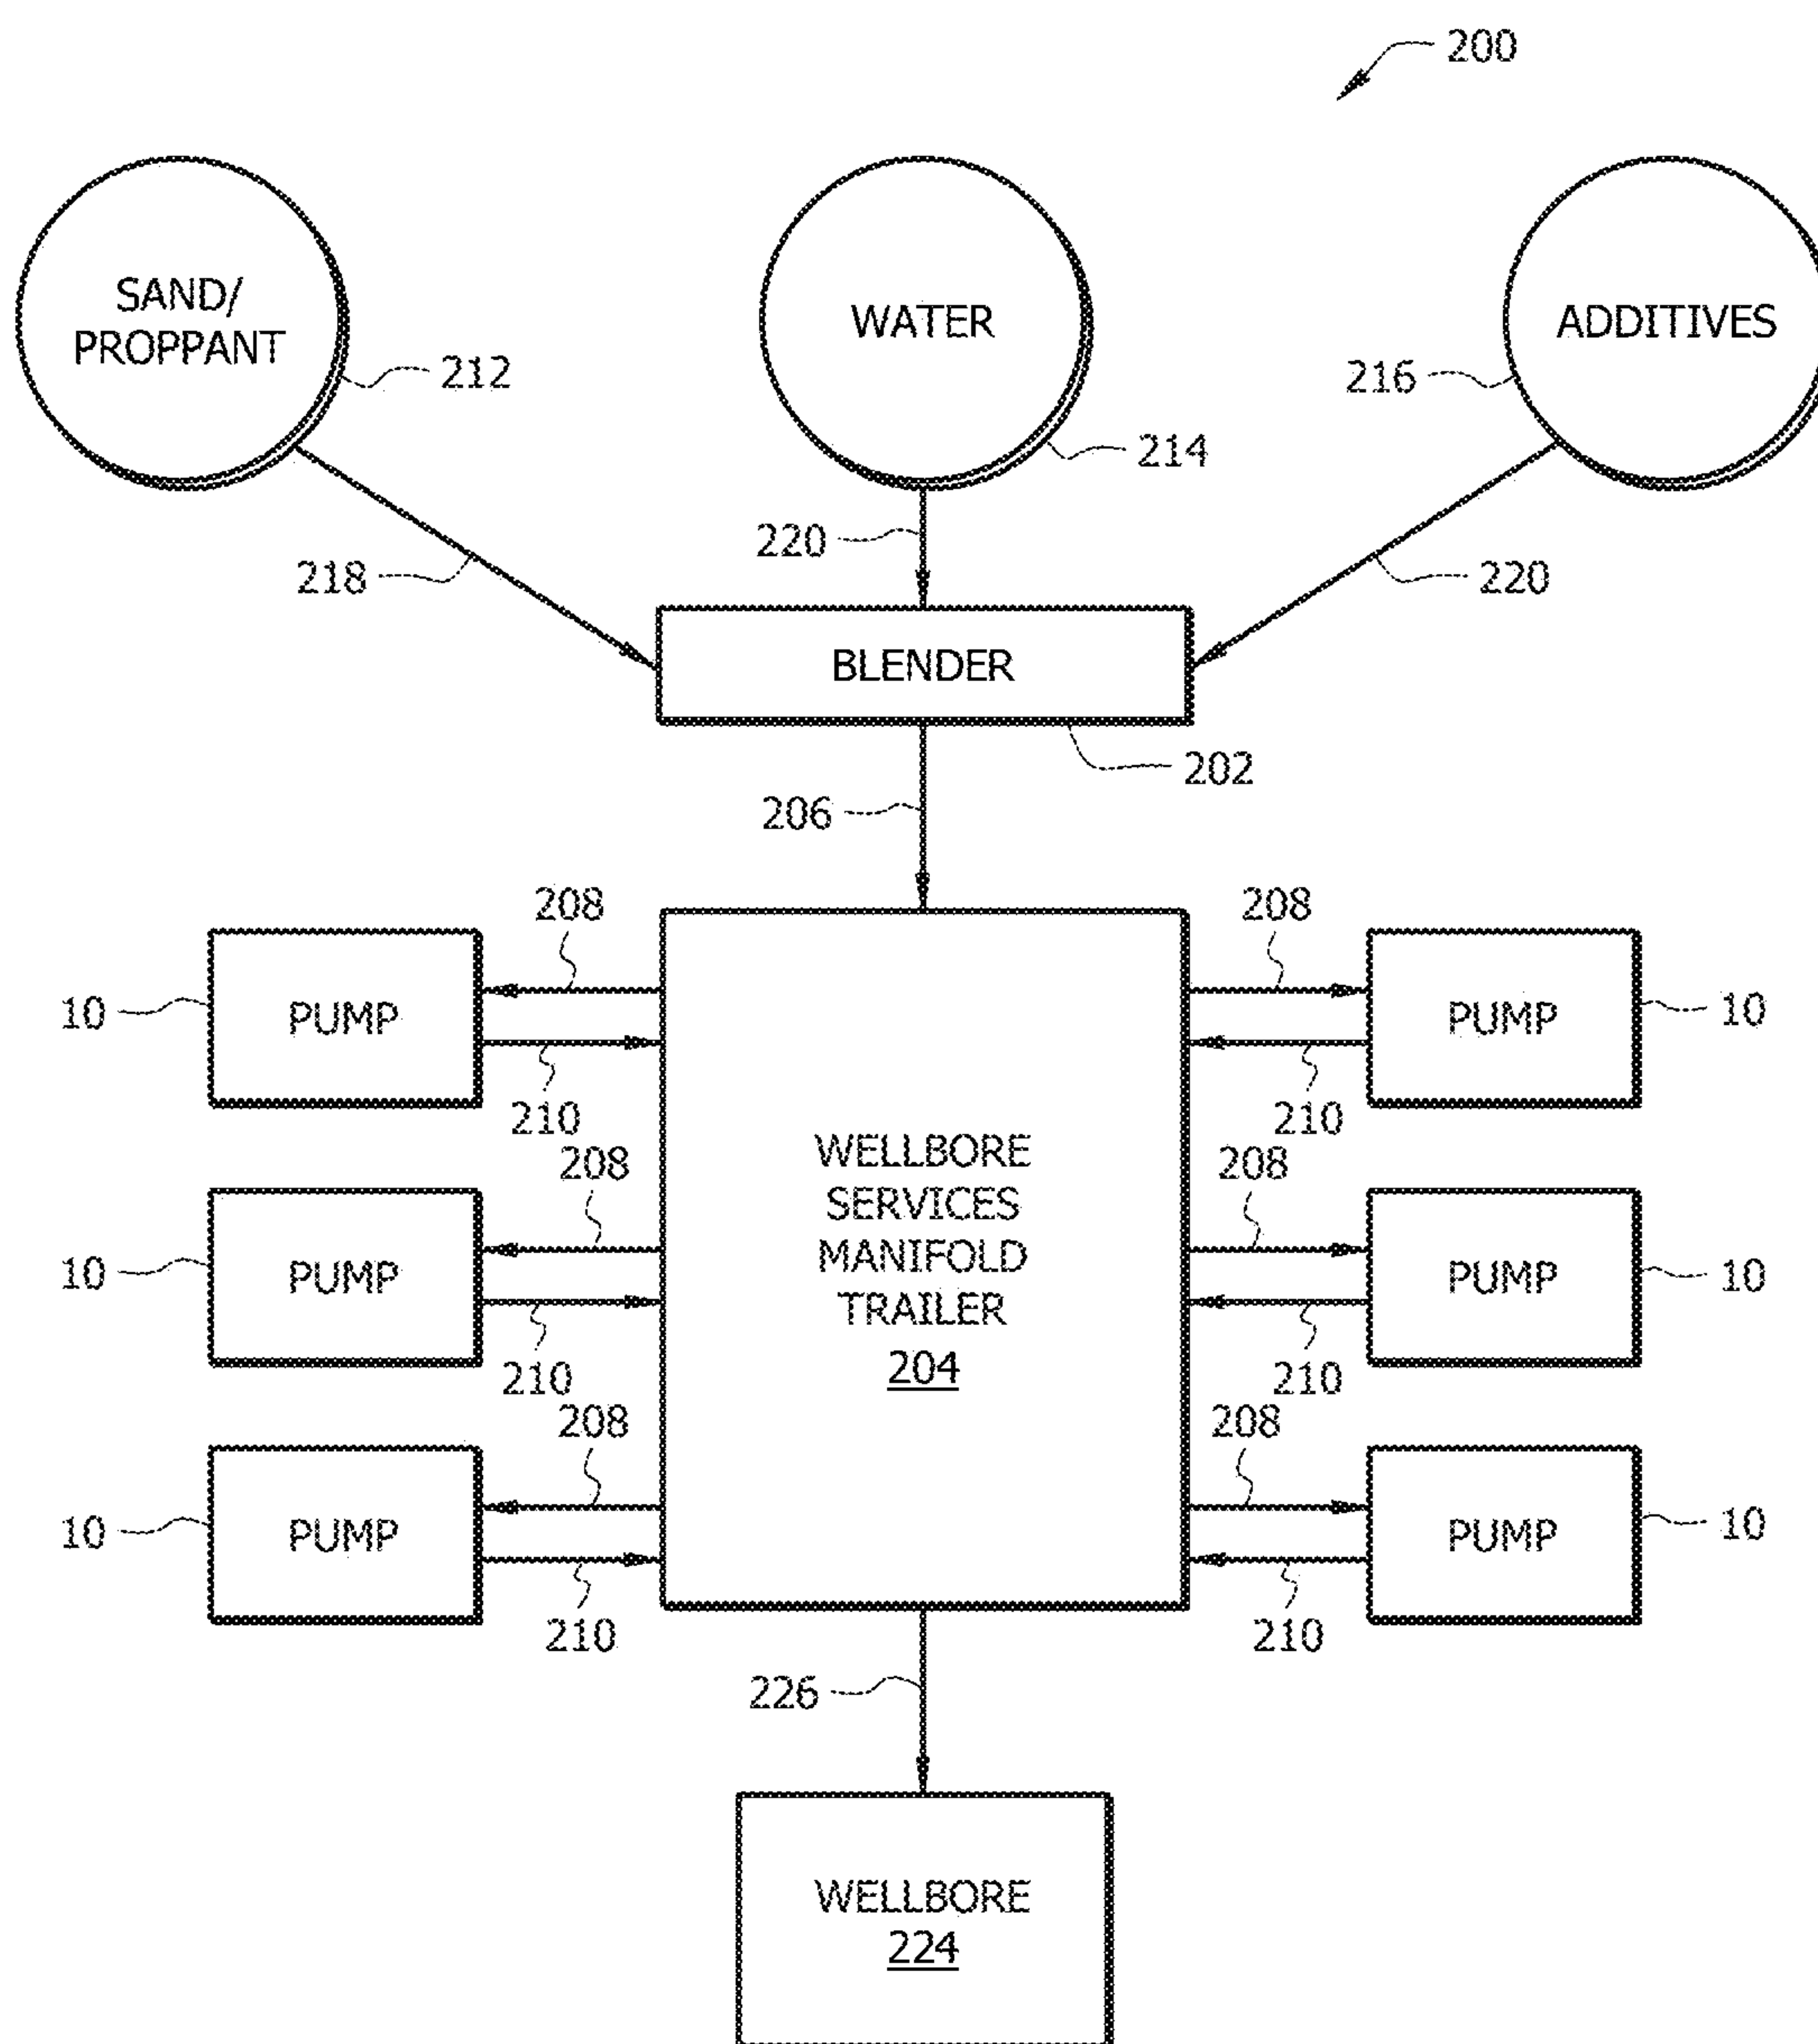 200
SAND/
PROPPANT
WATER
ADDITIVES
212
216
214
220
218
220
BLENDER
202
206
208
208
10
PUMP
PUMP
10
210
210
208
208
WELLBORE
SERVICES
MANIFOLD
TRAILER
204
10
PUMP
PUMP
10
210
210
208
208
10
PUMP
PUMP
10
210
210
226
WELLBORE
224